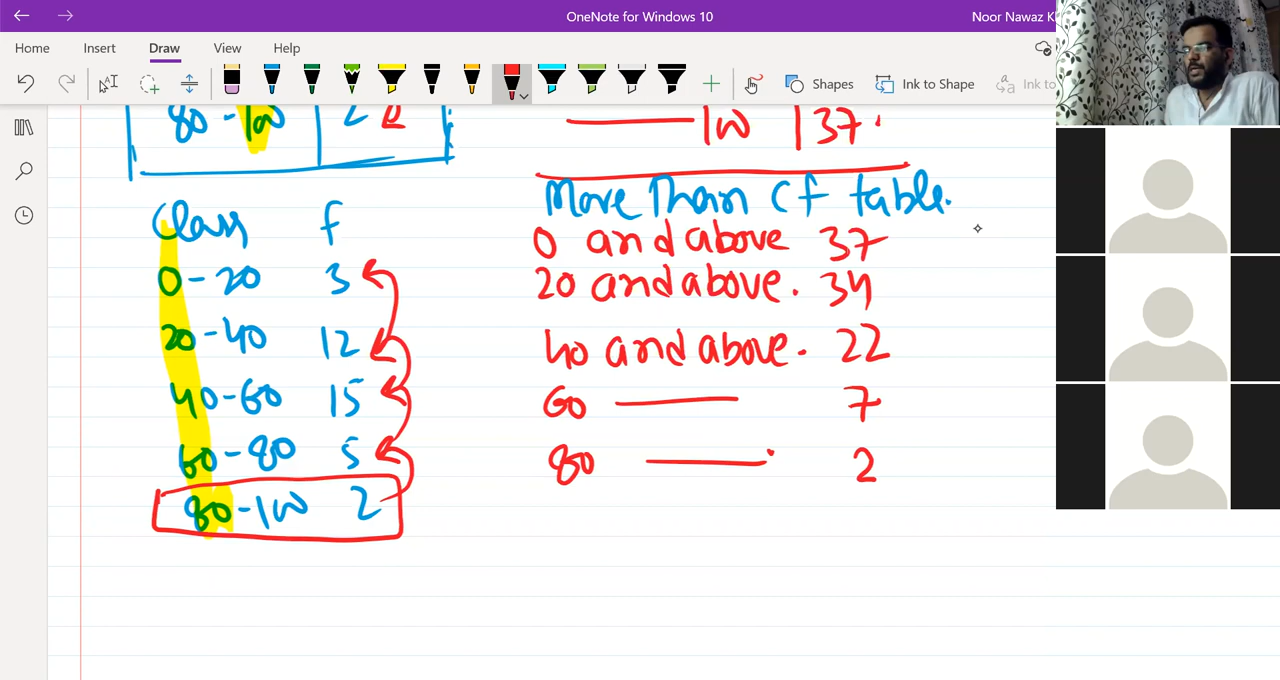 OneNote for Windows 10
Noor Nawaz K
Home Insert Draw View Help
Shapes Ink to Shape Ink to
80 - 100 2
100 37
More Than Cf table.
Class f
0 and above 37
0 - 20 3
20 and above. 34
20 - 40 12
40 and above. 22
40 - 60 15
60 — 7
60 - 80 5
80 — 2
80 - 100 2